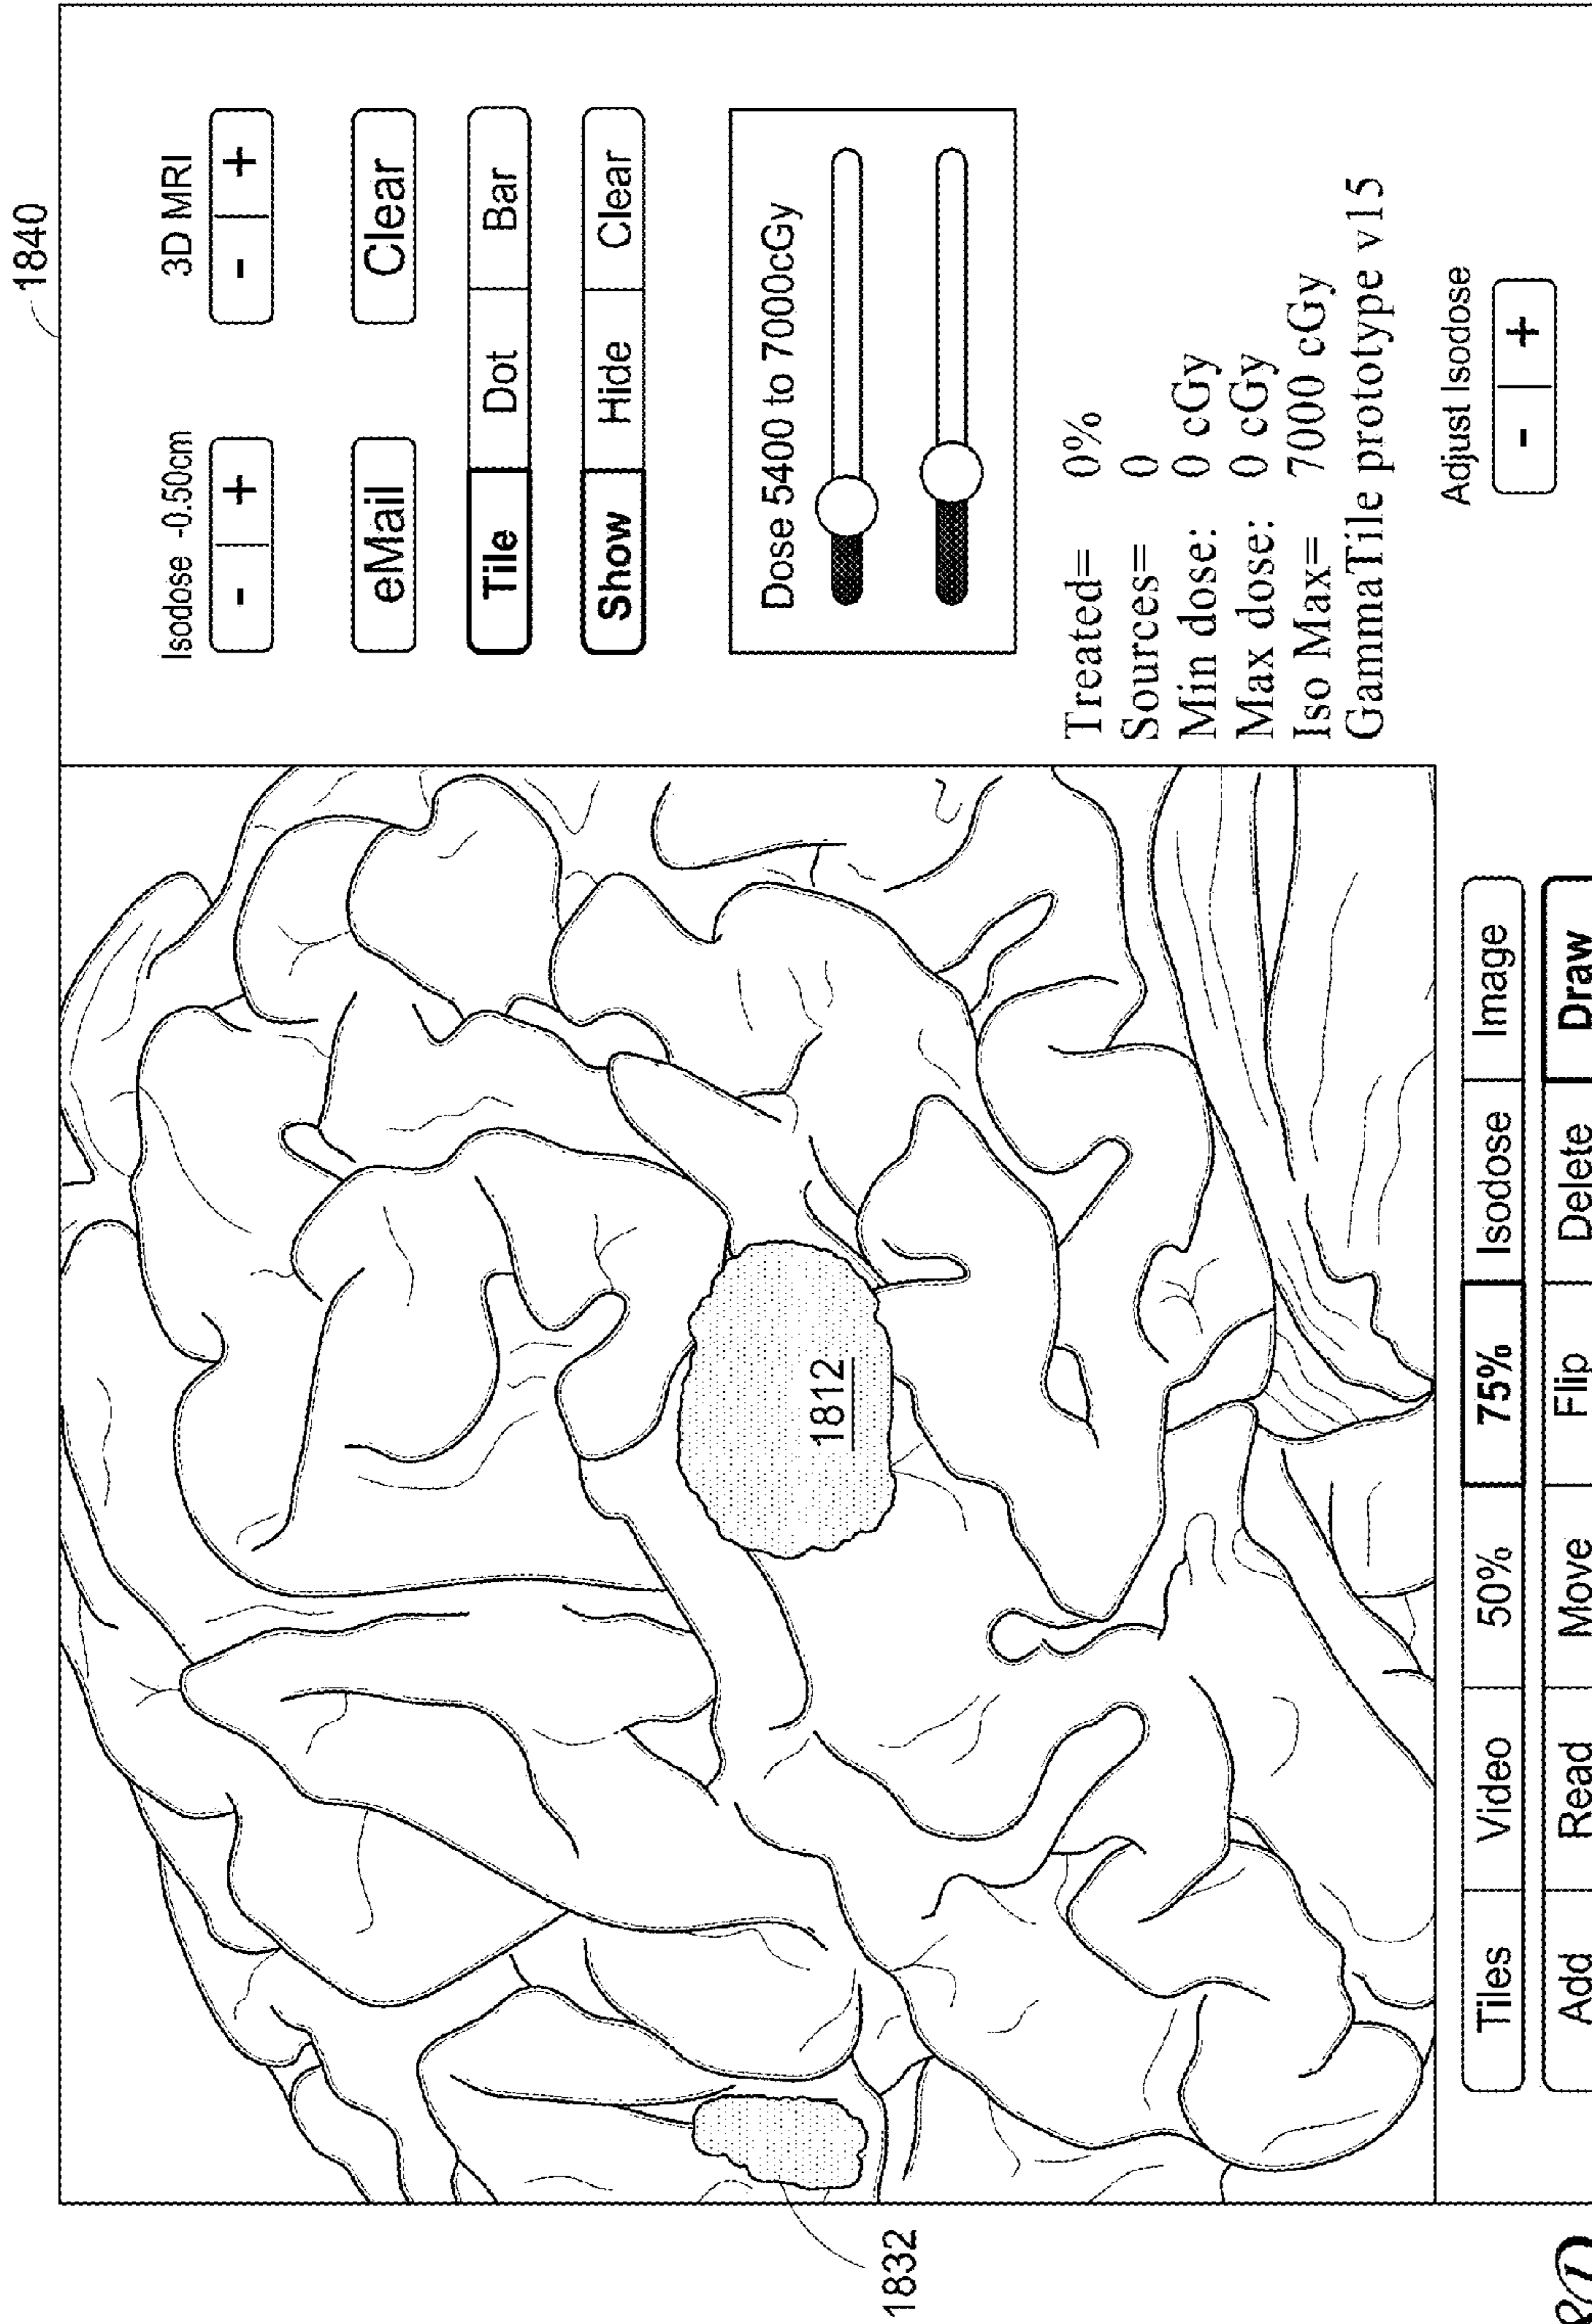 1840
Isodose -0.50cm 3D MRI
- + - +
eMail Clear
Tile Dot Bar
Show Hide Clear
Dose 5400 to 7000cGy
Treated= 0%
Sources= 0
Min dose: 0 cGy
Max dose: 0 cGy
Iso Max= 7000 cGy
GammaTile prototype v15
Adjust Isodose
- +
1812
1832
Tiles Video 50% 75% Isodose Image
Add Read Move Flip Delete Draw